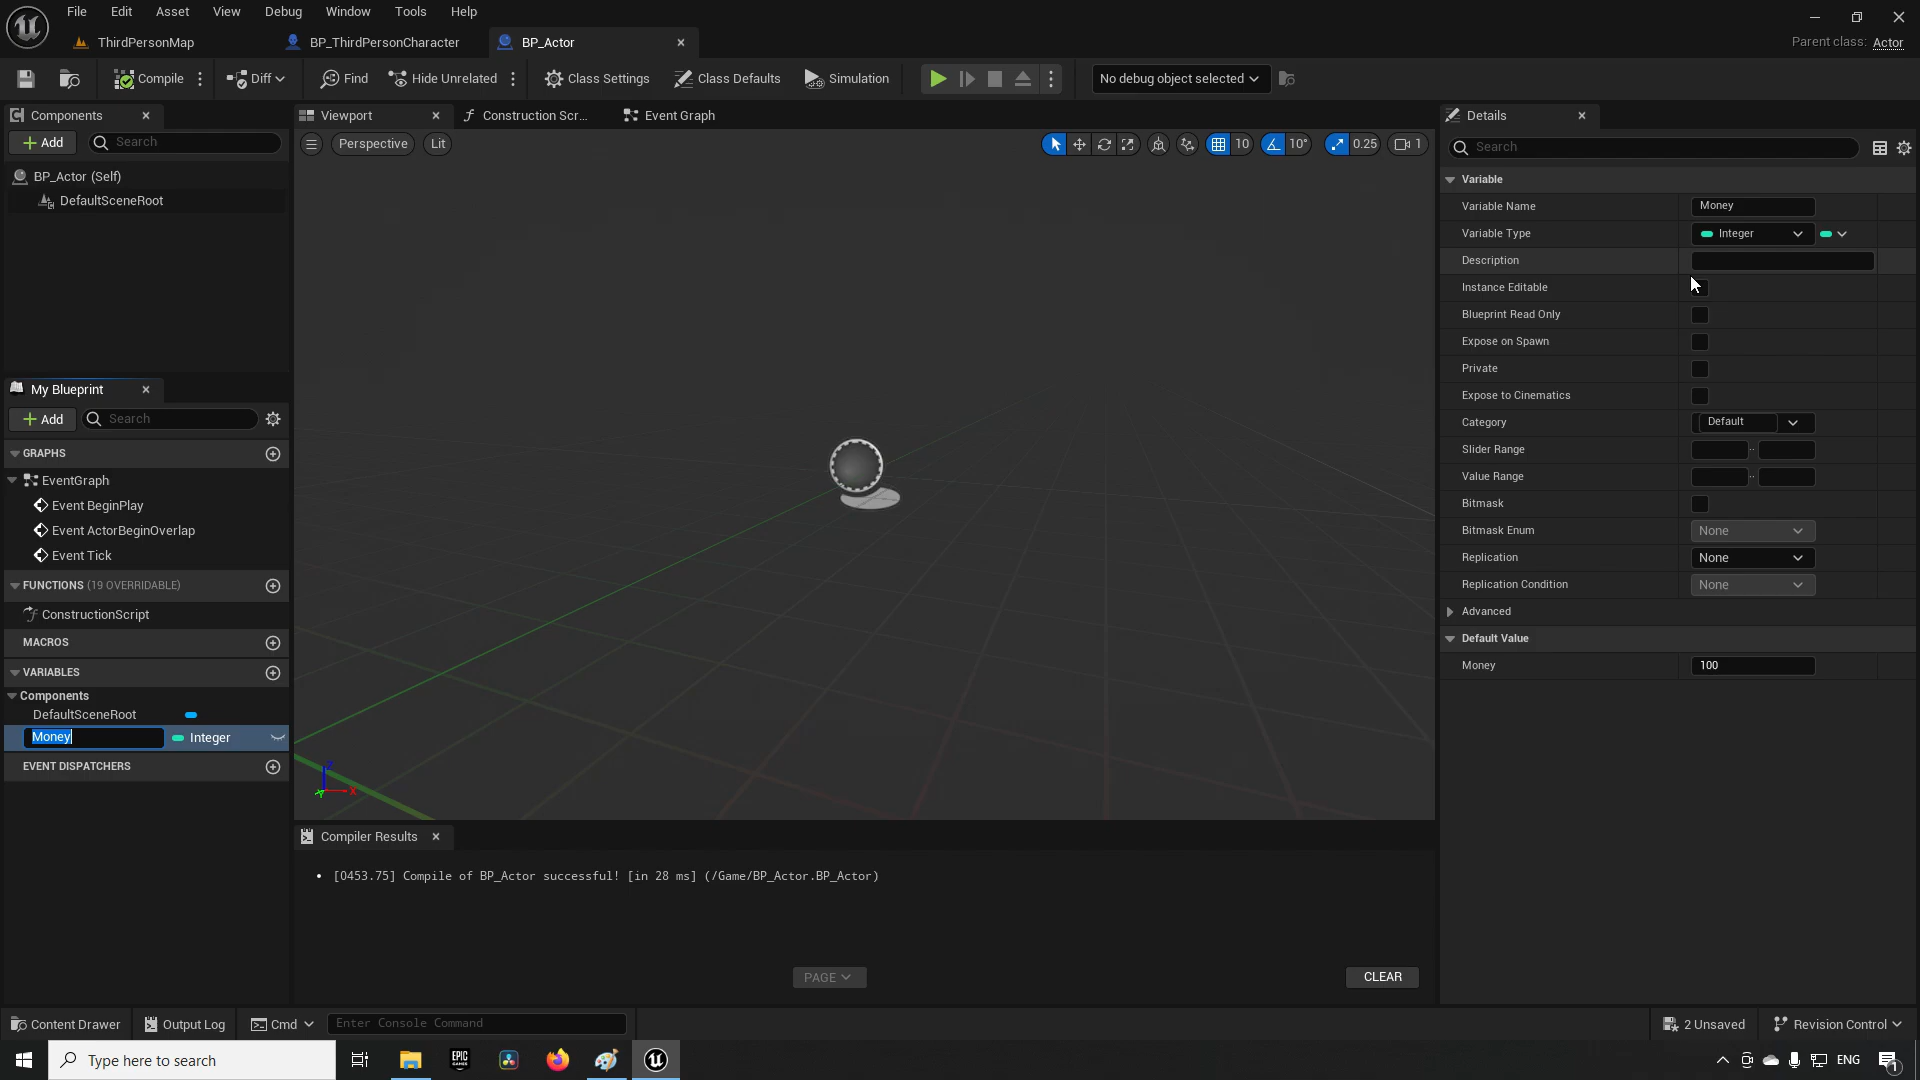 File Edit Asset View Debug Window Tools Help
ThirdPersonMap BP_ThirdPersonCharacter BP_Actor
Parent class: Actor
Compile Diff Find Hide Unrelated Class Settings Class Defaults Simulation No debug object selected
Components
Add Search
BP_Actor (Self)
DefaultSceneRoot
My Blueprint
Add Search
GRAPHS
EventGraph
Event BeginPlay
Event ActorBeginOverlap
Event Tick
FUNCTIONS (19 OVERRIDABLE)
ConstructionScript
MACROS
VARIABLES
Components
DefaultSceneRoot
Money Integer
EVENT DISPATCHERS
Viewport Construction Scr... Event Graph
Perspective Lit 10 10° 0.25 1
Z
X
Y
Compiler Results
• [0453.75] Compile of BP_Actor successful! [in 28 ms] (/Game/BP_Actor.BP_Actor)
PAGE CLEAR
Details
Search
Variable
Variable Name Money
Variable Type Integer
Description
Instance Editable
Blueprint Read Only
Expose on Spawn
Private
Expose to Cinematics
Category Default
Slider Range ..
Value Range ..
Bitmask
Bitmask Enum None
Replication None
Replication Condition None
Advanced
Default Value
Money 100
Content Drawer Output Log Cmd Enter Console Command 2 Unsaved Revision Control
Type here to search EPIC GAMES ENG 1